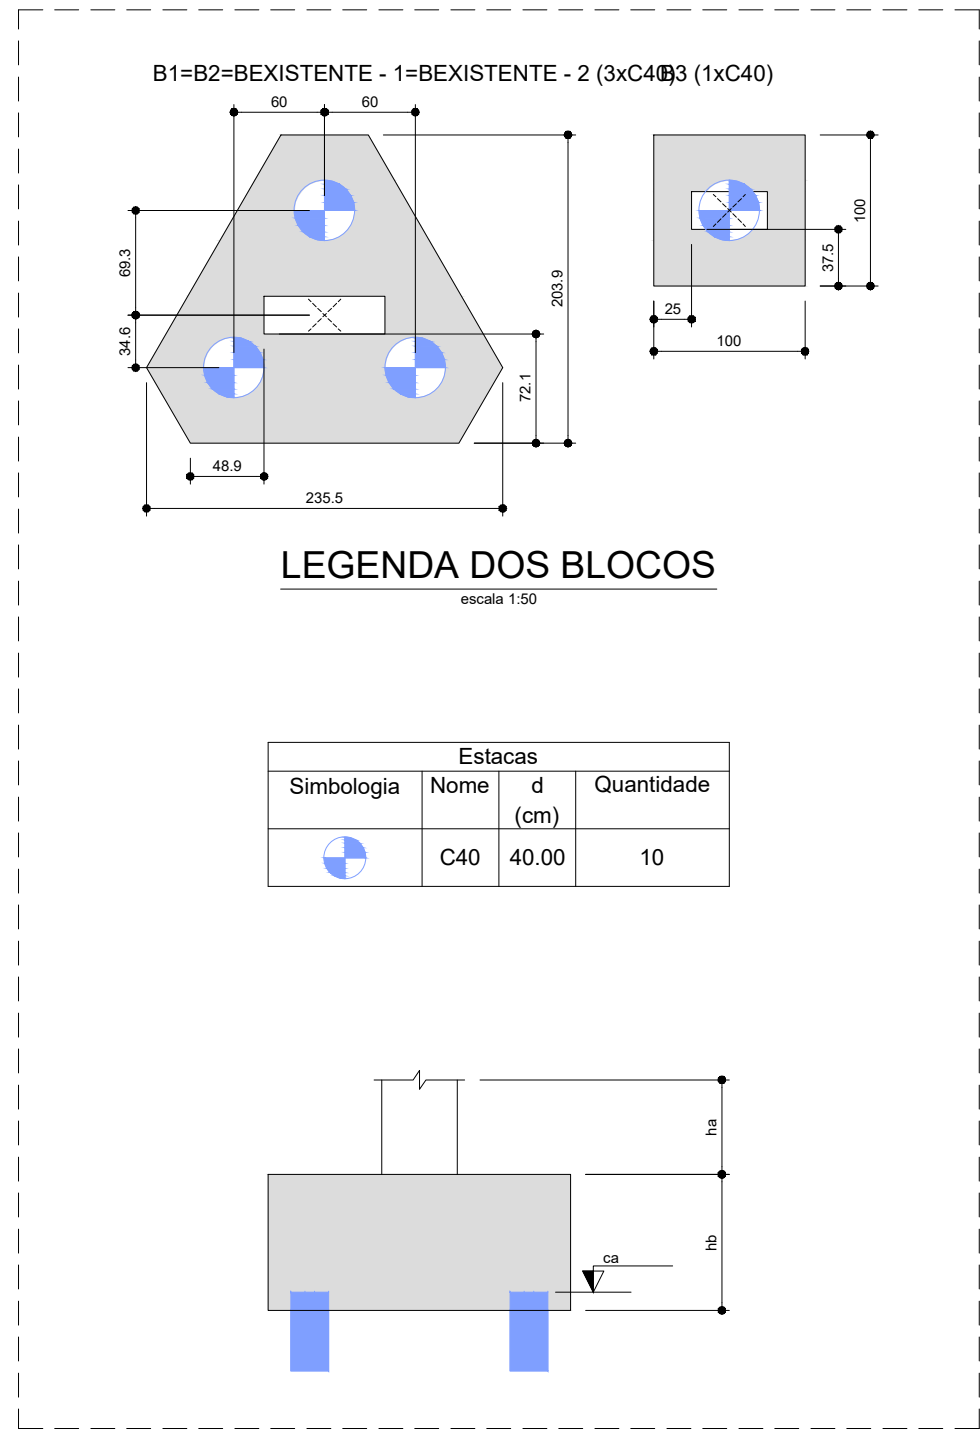 B1=B2=BEXISTENTE - 1=BEXISTENTE - 2 (3xC40)
B3 (1xC40)
60
60
69.3
34.6
203.9
72.1
48.9
235.5
100
37.5
25
100
LEGENDA DOS BLOCOS
escala 1:50
Estacas
Simbologia Nome d (cm) Quantidade
C40 40.00 10
ha
hb
ca